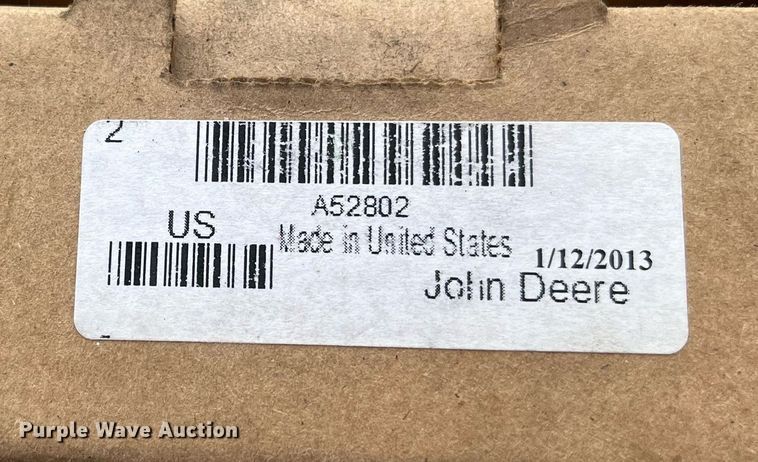 2
A52802
US
Made in United States
1/12/2013
John Deere
Purple Wave Auction